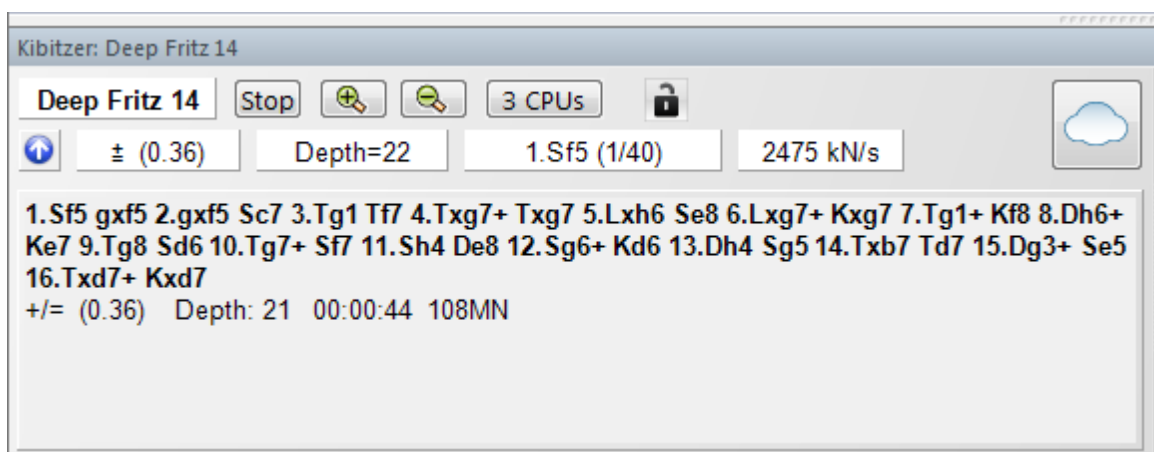 Kibitzer: Deep Fritz 14
Deep Fritz 14 Stop 3 CPUs
± (0.36) Depth=22 1.Sf5 (1/40) 2475 kN/s
1.Sf5 gxf5 2.gxf5 Sc7 3.Tg1 Tf7 4.Txg7+ Txg7 5.Lxh6 Se8 6.Lxg7+ Kxg7 7.Tg1+ Kf8 8.Dh6+
Ke7 9.Tg8 Sd6 10.Tg7+ Sf7 11.Sh4 De8 12.Sg6+ Kd6 13.Dh4 Sg5 14.Txb7 Td7 15.Dg3+ Se5
16.Txd7+ Kxd7
+/= (0.36) Depth: 21 00:00:44 108MN